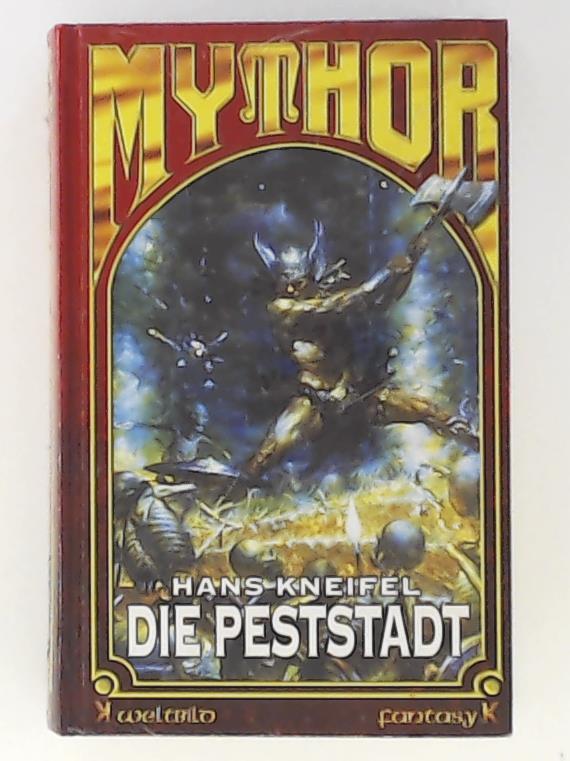 MYTHOR
HANS KNEIFEL
DIE PESTSTADT
weltbild fantasy